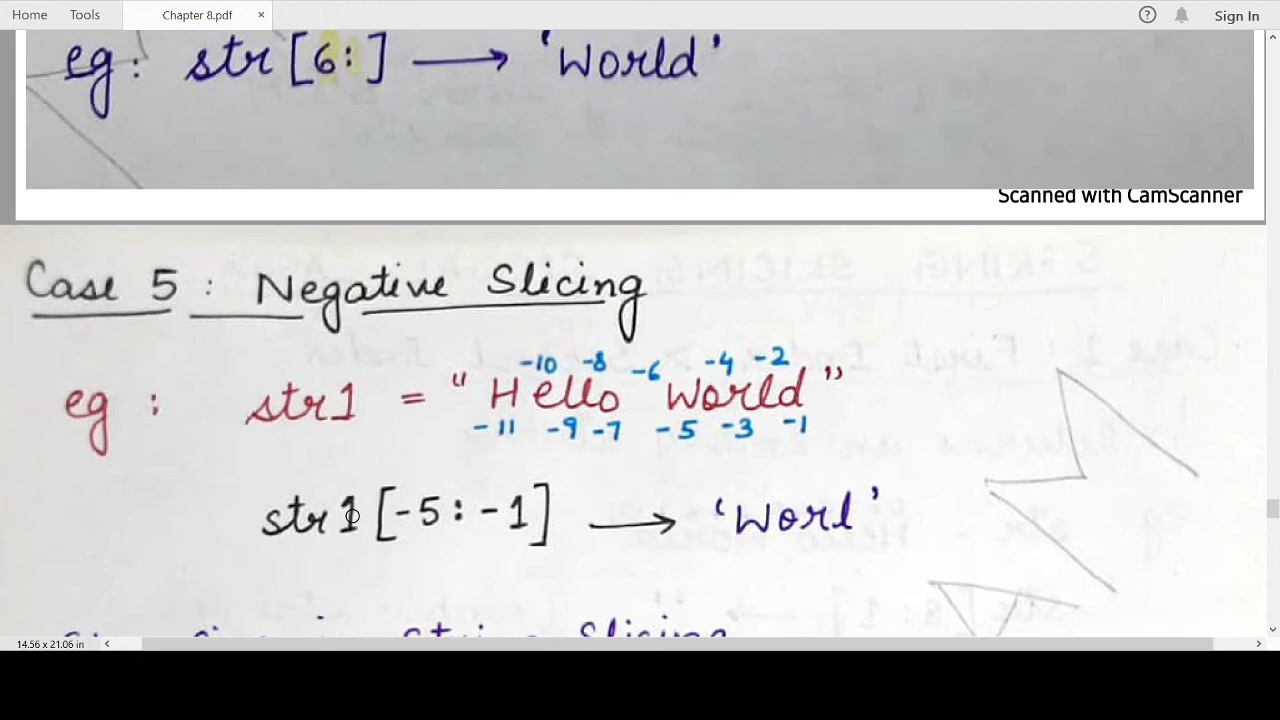 Home Tools Chapter 8.pdf × Sign In
eg: str[6:] → 'World'
Scanned with CamScanner
Case 5 : Negative Slicing
-10 -8 -6 -4 -2
eg : str1 = "Hello World"
-11 -9 -7 -5 -3 -1
str1[-5:-1] → 'Worl'
slicing
14.56 x 21.06 in